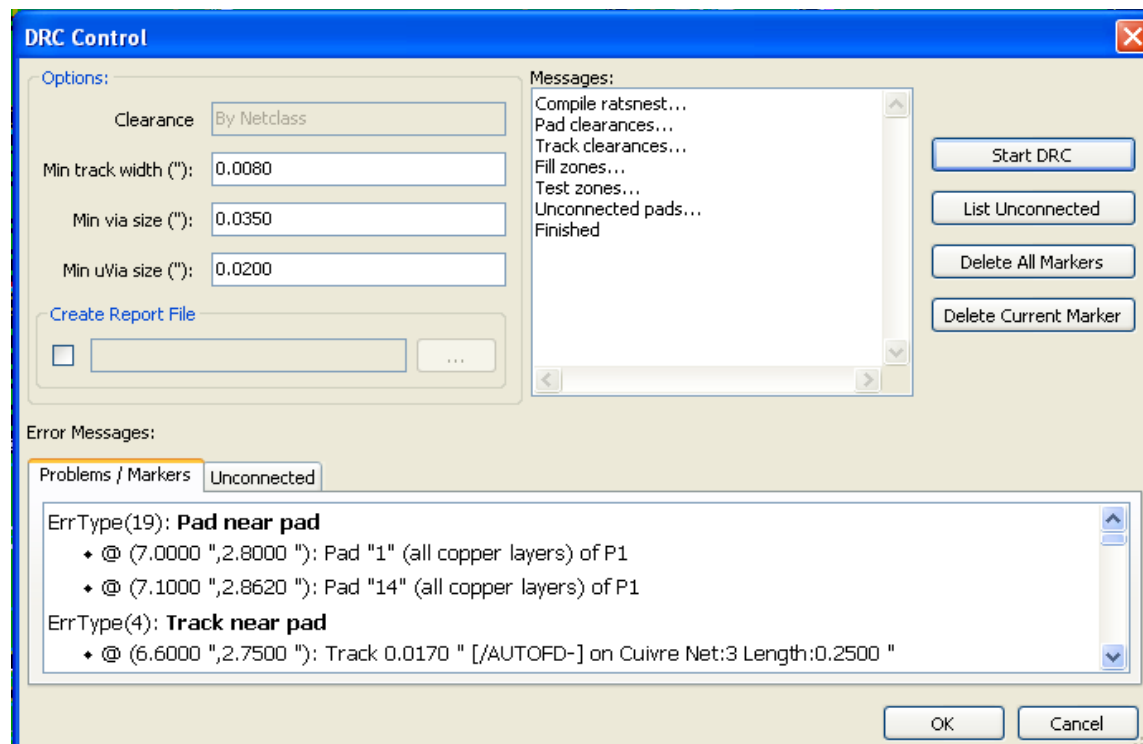 DRC Control
Options:
Clearance By Netclass
Min track width ("): 0.0080
Min via size ("): 0.0350
Min uVia size ("): 0.0200
Create Report File
...
Messages:
Compile ratsnest...
Pad clearances...
Track clearances...
Fill zones...
Test zones...
Unconnected pads...
Finished
Start DRC
List Unconnected
Delete All Markers
Delete Current Marker
Error Messages:
Problems / Markers Unconnected
ErrType(19): Pad near pad
• @ (7.0000 ",2.8000 "): Pad "1" (all copper layers) of P1
• @ (7.1000 ",2.8620 "): Pad "14" (all copper layers) of P1
ErrType(4): Track near pad
• @ (6.6000 ",2.7500 "): Track 0.0170 " [/AUTOFD-] on Cuivre Net:3 Length:0.2500 "
OK Cancel